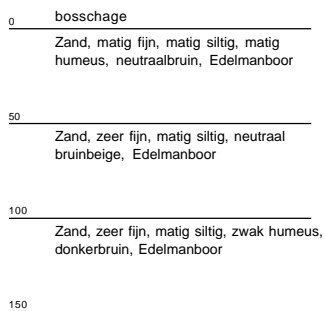 0 bosschage
Zand, matig fijn, matig siltig, matig
humeus, neutraalbruin, Edelmanboor
50
Zand, zeer fijn, matig siltig, neutraal
bruinbeige, Edelmanboor
100
Zand, zeer fijn, matig siltig, zwak humeus,
donkerbruin, Edelmanboor
150